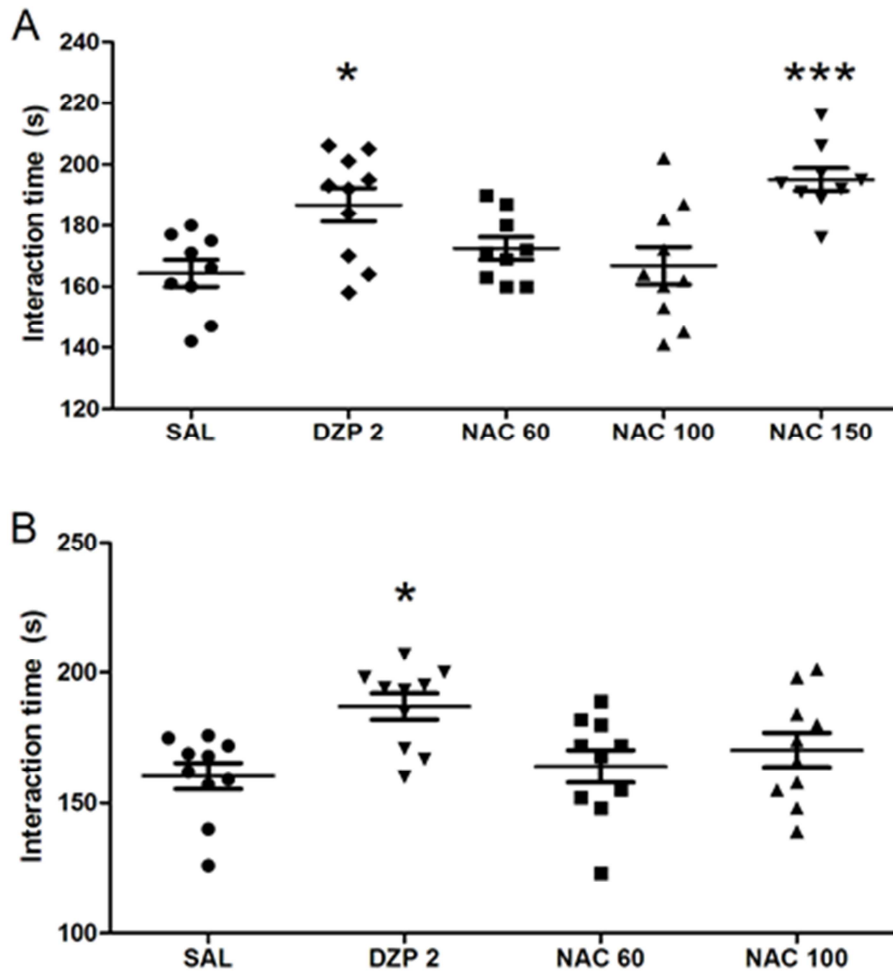 A
Interaction time (s)
240
220
200
180
160
140
120
*
***
SAL DZP 2 NAC 60 NAC 100 NAC 150
B
Interaction time (s)
250
200
150
100
*
SAL DZP 2 NAC 60 NAC 100